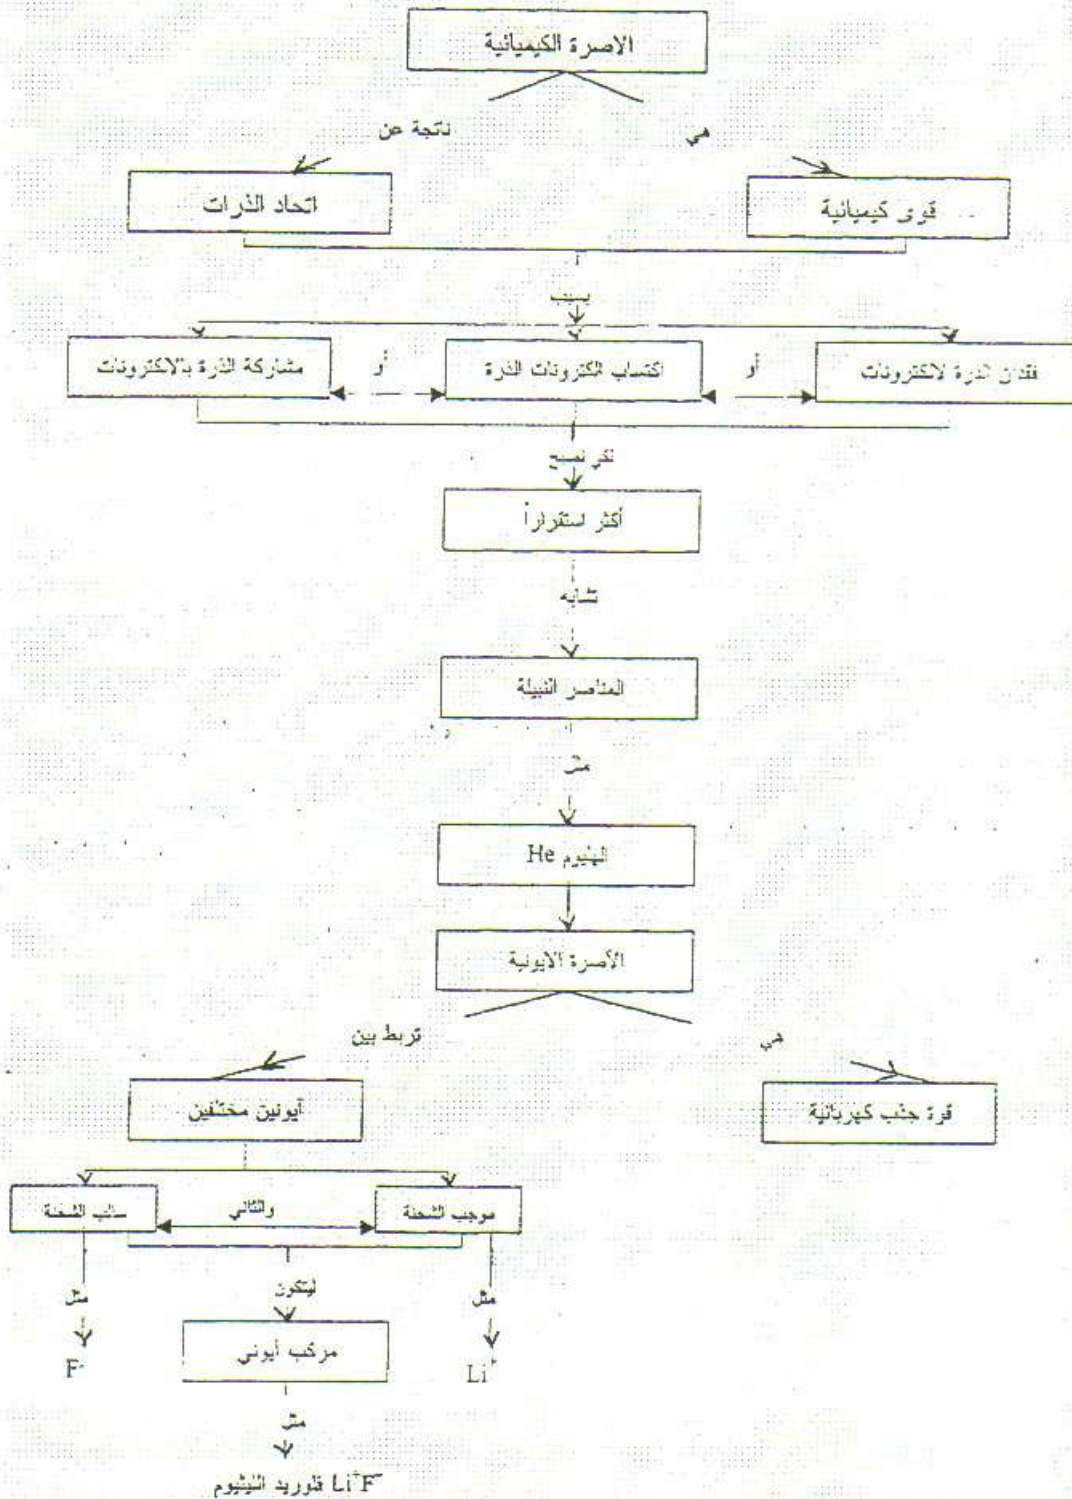 الاصرة الكيميائية
هي
ناتجة عن
قوى كيميائية
اتحاد الذرات
بسبب
فقدان الذرة لالكترونات
أو
اكتساب الكترونات الذرة
أو
مشاركة الذرة بالالكترونات
لكي تصبح
أكثر استقراراً
تشابه
العناصر النبيلة
مثل
الهليوم He
الآصرة الايونية
هي
تربط بين
قوة جذب كهربائية
أيونين مختلفين
موجب الشحنة
والثاني
سالب الشحنة
مثل
ليتكون
مثل
Li⁺
مركب أيوني
F⁻
مثل
Li⁺F⁻ فلوريد الليثيوم